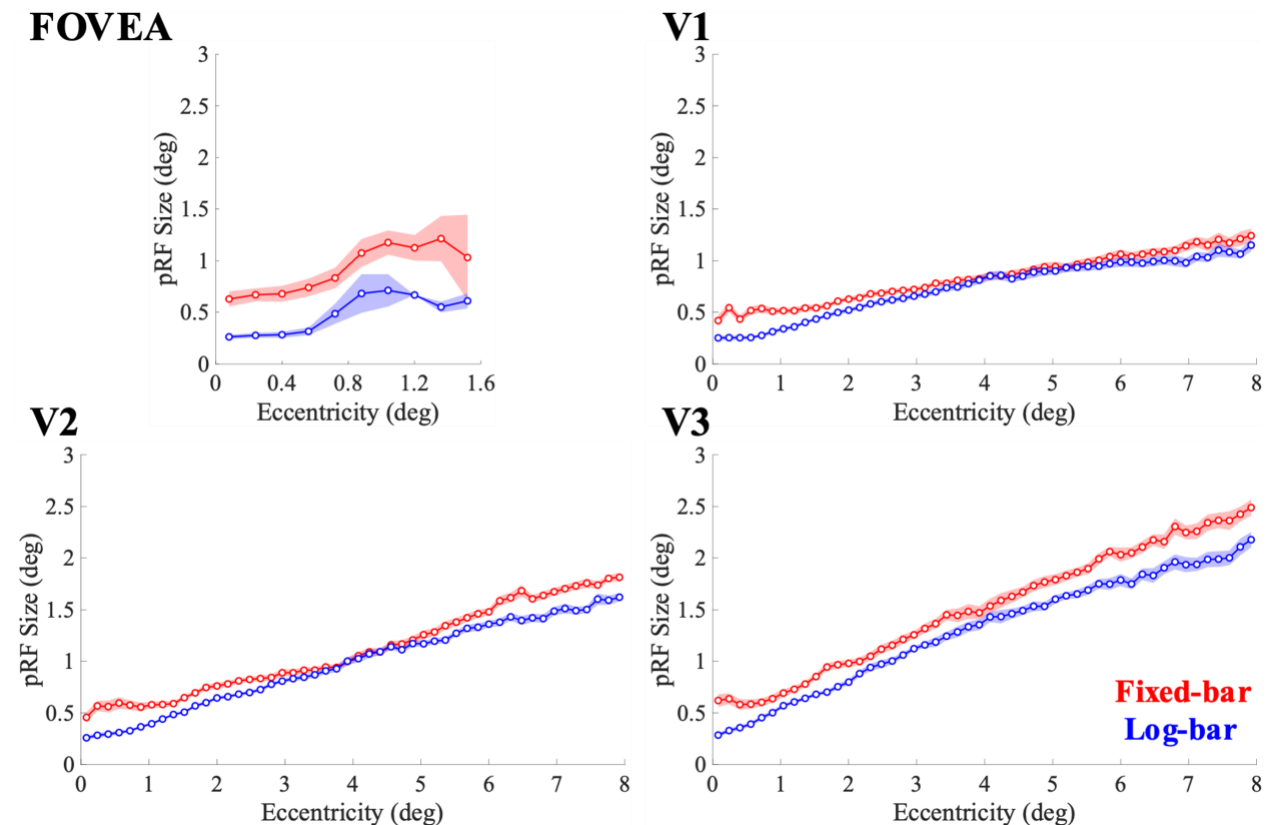 FOVEA
3
2.5
2
1.5
1
0.5
0
pRF Size (deg)
0 0.4 0.8 1.2 1.6
Eccentricity (deg)
V1
3
2.5
2
1.5
1
0.5
0
pRF Size (deg)
0 1 2 3 4 5 6 7 8
Eccentricity (deg)
V2
3
2.5
2
1.5
1
0.5
0
pRF Size (deg)
0 1 2 3 4 5 6 7 8
Eccentricity (deg)
V3
3
2.5
2
1.5
1
0.5
0
pRF Size (deg)
0 1 2 3 4 5 6 7 8
Eccentricity (deg)
Fixed-bar
Log-bar